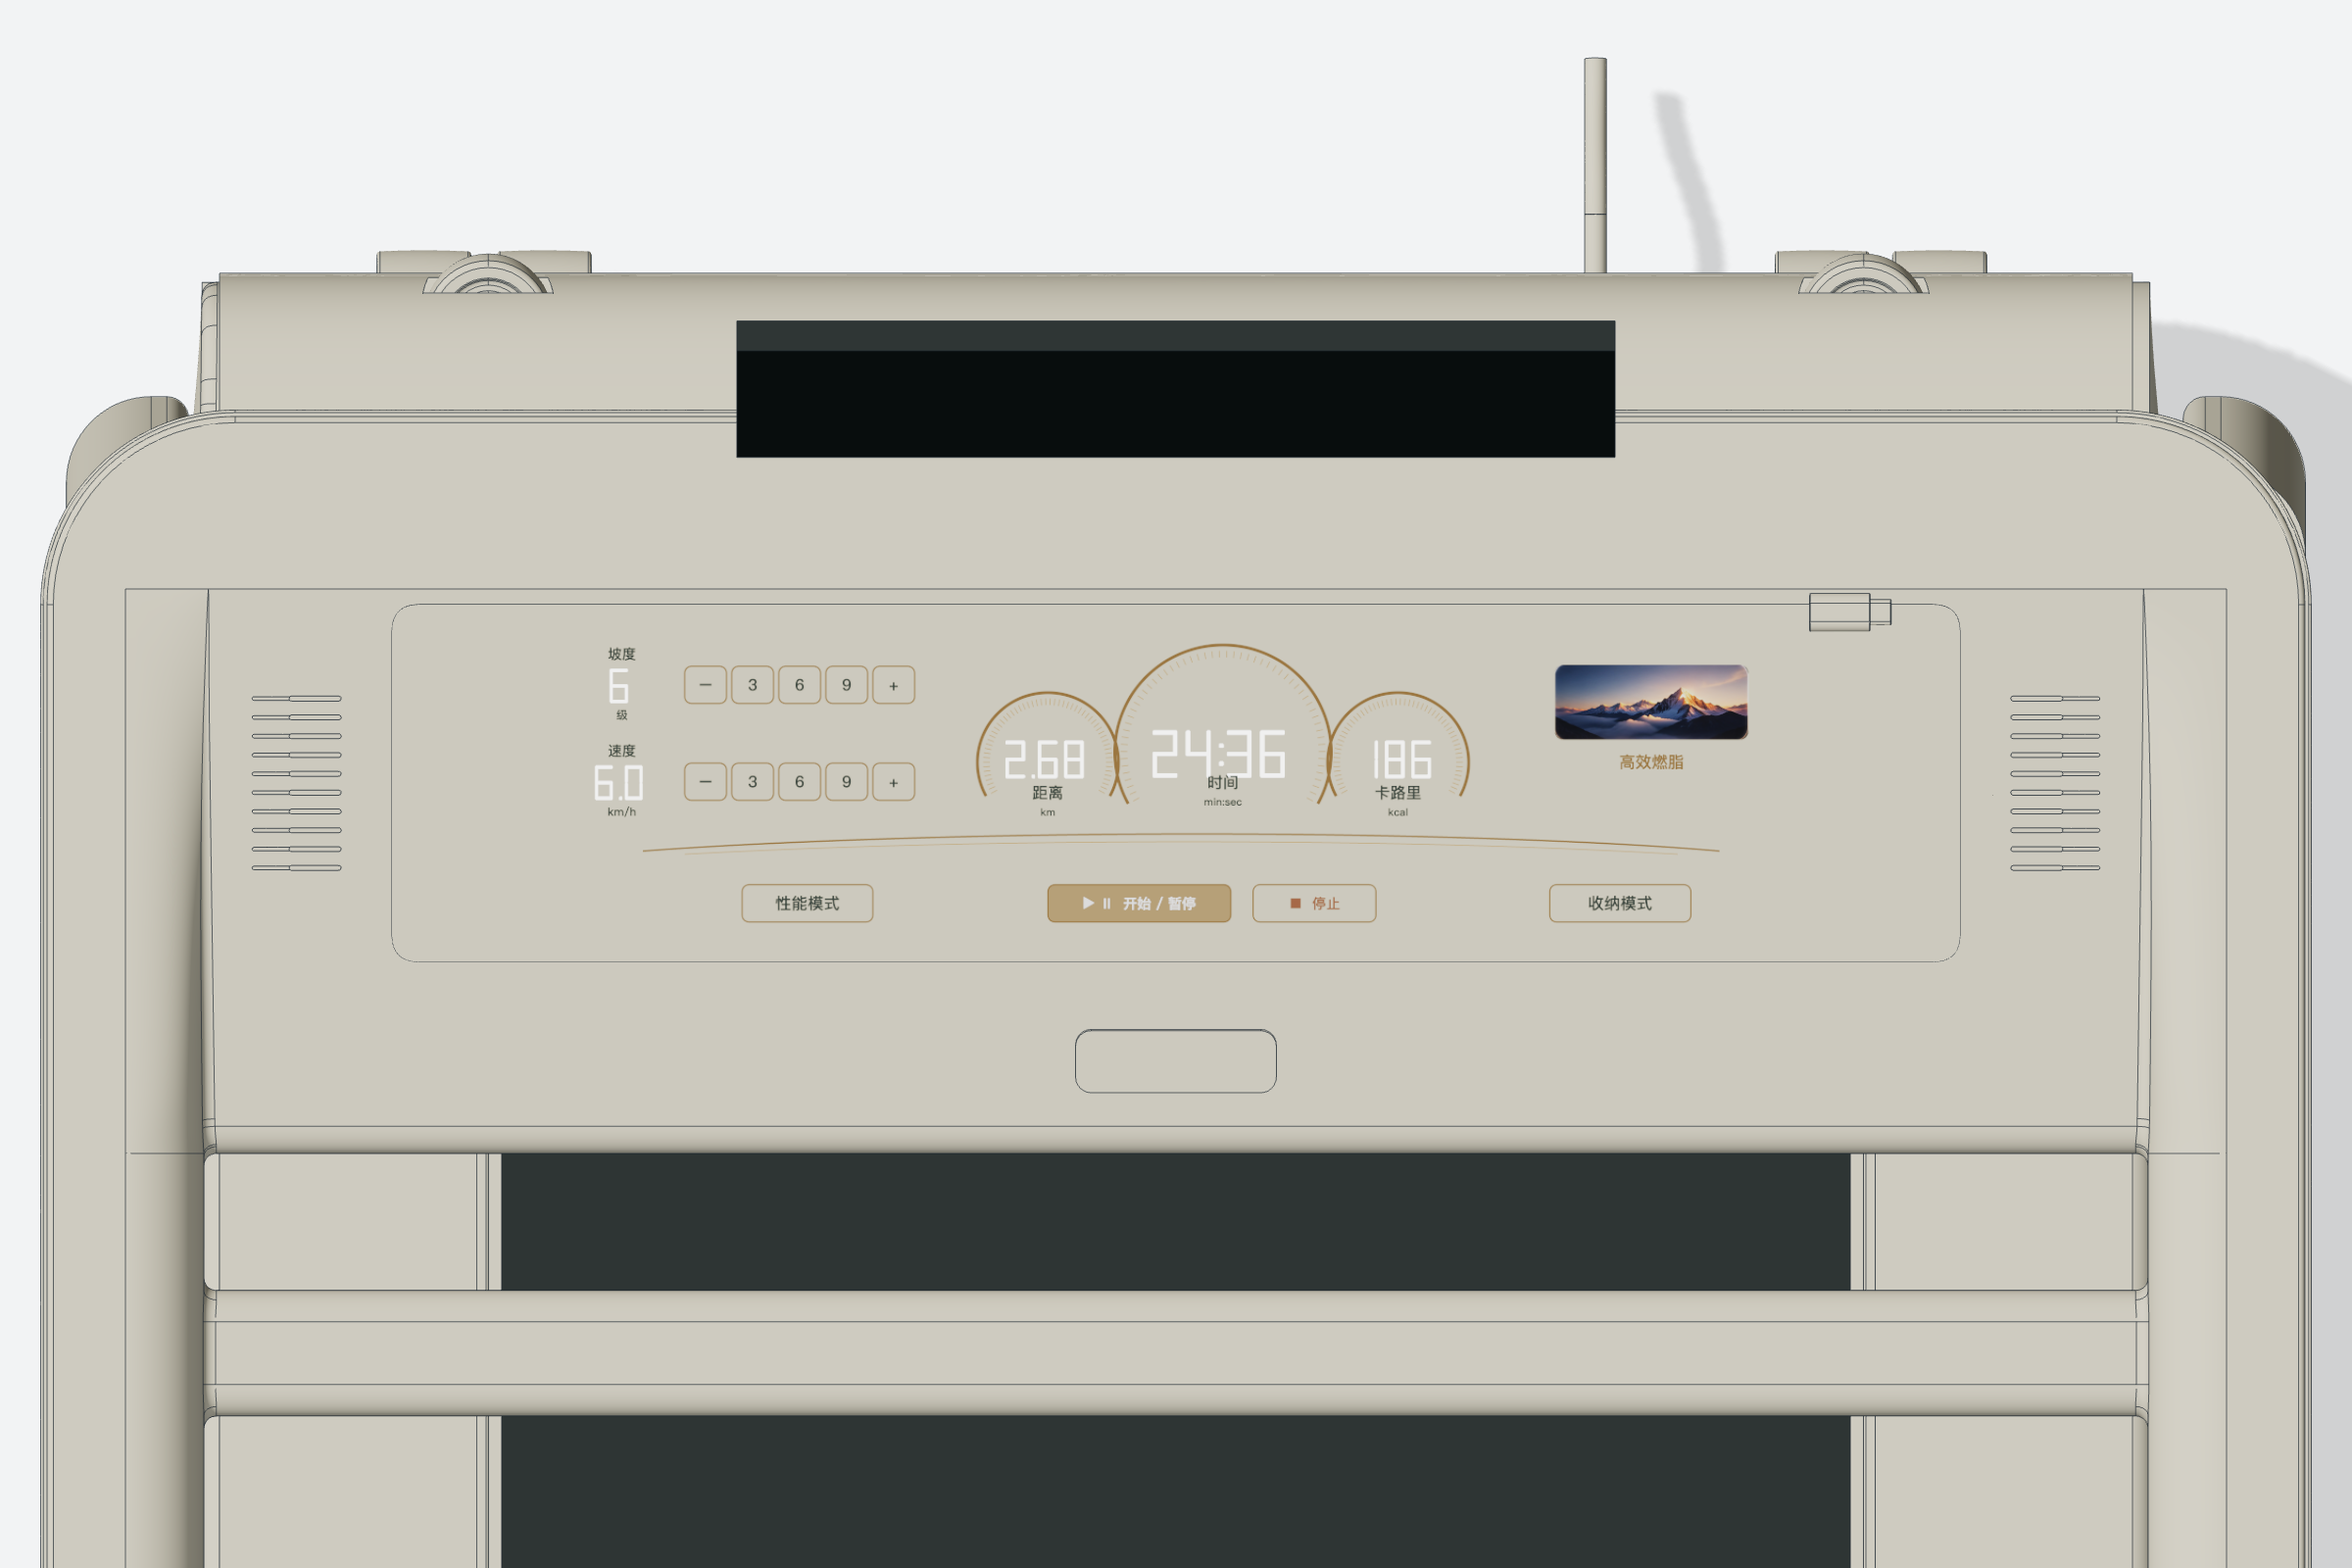 坡度
6
级
− 3 6 9 +
速度
6.0
km/h
− 3 6 9 +
2.68
距离
km
24:36
时间
min:sec
186
卡路里
kcal
高效燃脂
性能模式
开始 / 暂停
停止
收纳模式